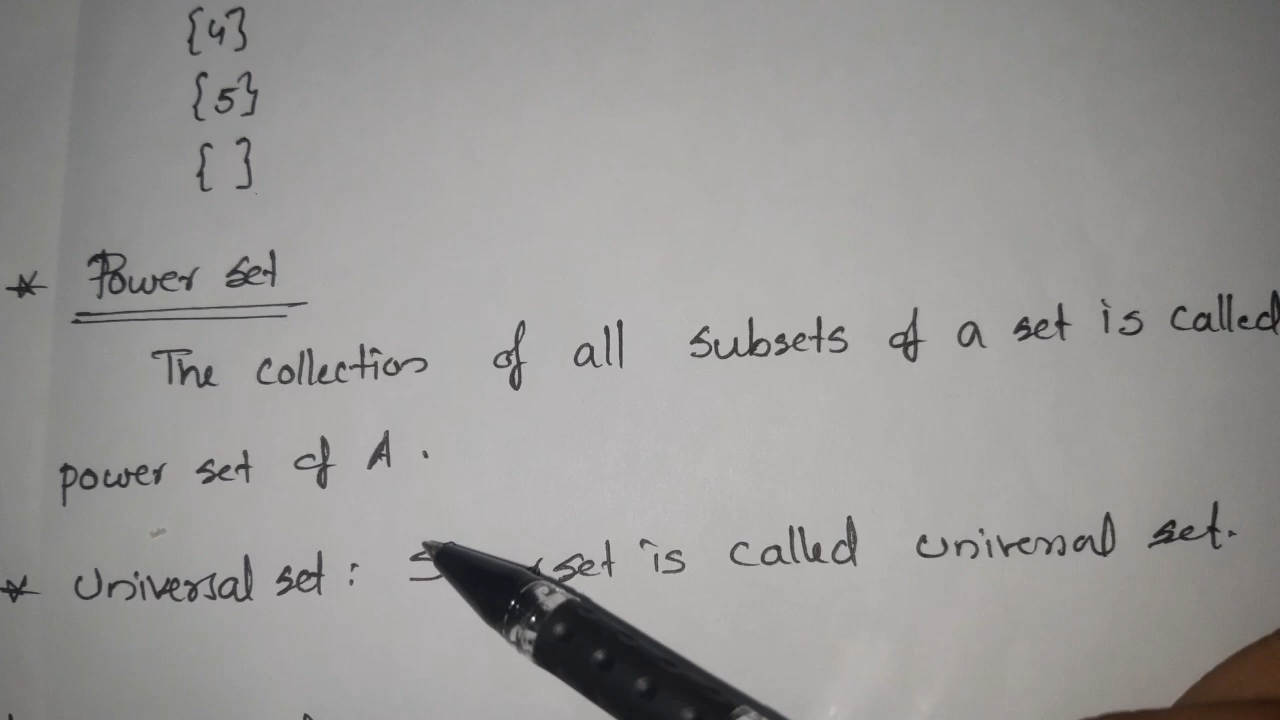 {4}
{5}
{ }
* Power set
The collection of all subsets of a set is called
power set of A.
* Universal set: set is called universal set.